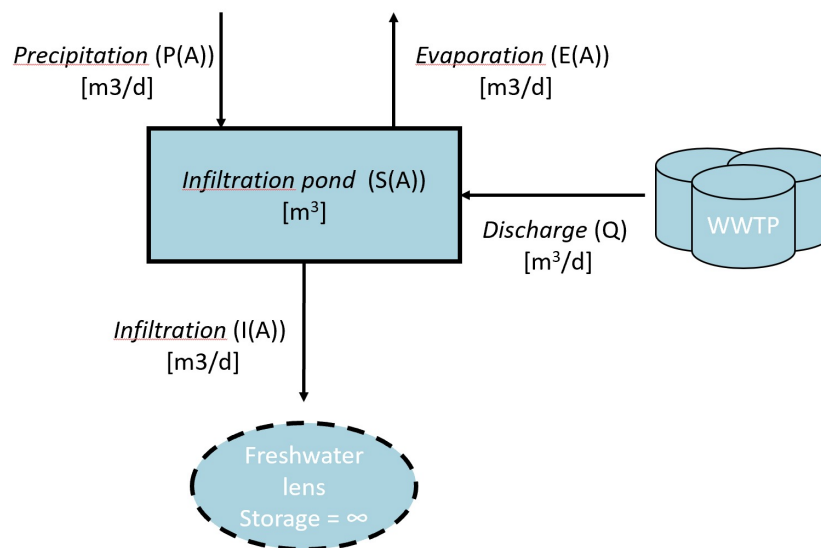 Precipitation (P(A))
[m3/d]
Evaporation (E(A))
[m3/d]
Infiltration pond (S(A))
[m³]
Discharge (Q)
[m³/d]
WWTP
Infiltration (I(A))
[m3/d]
Freshwater
lens
Storage = ∞